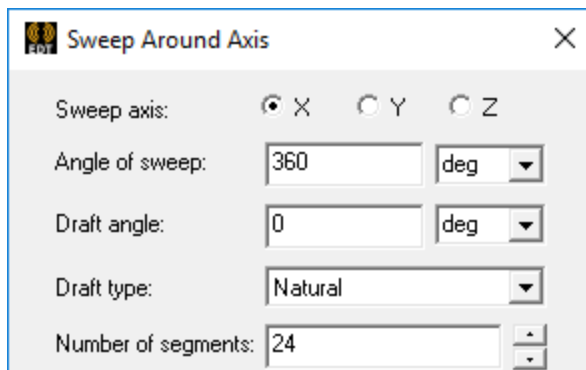 EDT Sweep Around Axis
Sweep axis: X Y Z
Angle of sweep: 360 deg
Draft angle: 0 deg
Draft type: Natural
Number of segments: 24